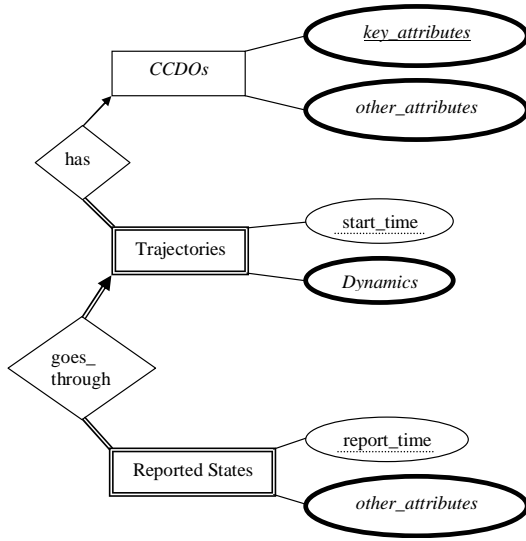 key_attributes
CCDOs
other_attributes
has
start_time
Trajectories
Dynamics
goes_
through
report_time
Reported States
other_attributes